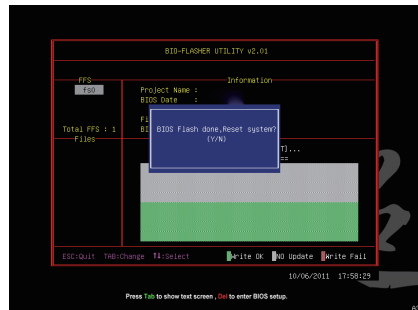 BIO-FLASHER UTILITY v2.01
FFS
Information
fs0
Project Name :
BIOS Date :
BIOS Flash done,Reset system?
(Y/N)
Total FFS : 1
Files
ESC:Quit TAB:Change ↑↓:Select Write OK NO Update Write Fail
10/06/2011 17:58:29
Press Tab to show text screen , Del to enter BIOS setup.